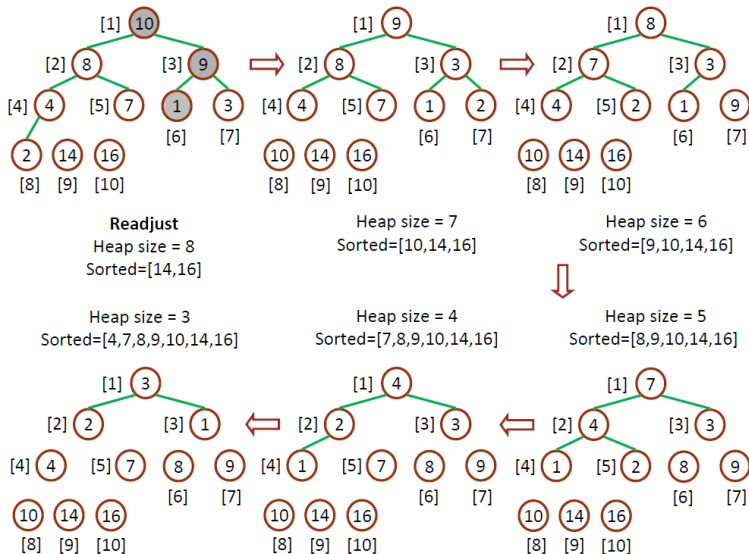 [1] 10 [1] 9 [1] 8
[2] 8 [3] 9 [2] 8 [3] 3 [2] 7 [3] 3
[4] 4 [5] 7 1 3 [4] 4 [5] 7 1 2 [4] 4 [5] 2 1 9
[6] [7] [6] [7] [6] [7]
2 14 16 10 14 16 10 14 16
[8] [9] [10] [8] [9] [10] [8] [9] [10]
Readjust
Heap size = 8
Sorted=[14,16]
Heap size = 7
Sorted=[10,14,16]
Heap size = 6
Sorted=[9,10,14,16]
Heap size = 3
Sorted=[4,7,8,9,10,14,16]
Heap size = 4
Sorted=[7,8,9,10,14,16]
Heap size = 5
Sorted=[8,9,10,14,16]
[1] 3 [1] 4 [1] 7
[2] 2 [3] 1 [2] 2 [3] 3 [2] 4 [3] 3
[4] 4 [5] 7 8 9 [4] 1 [5] 7 8 9 [4] 1 [5] 2 8 9
[6] [7] [6] [7] [6] [7]
10 14 16 10 14 16 10 14 16
[8] [9] [10] [8] [9] [10] [8] [9] [10]